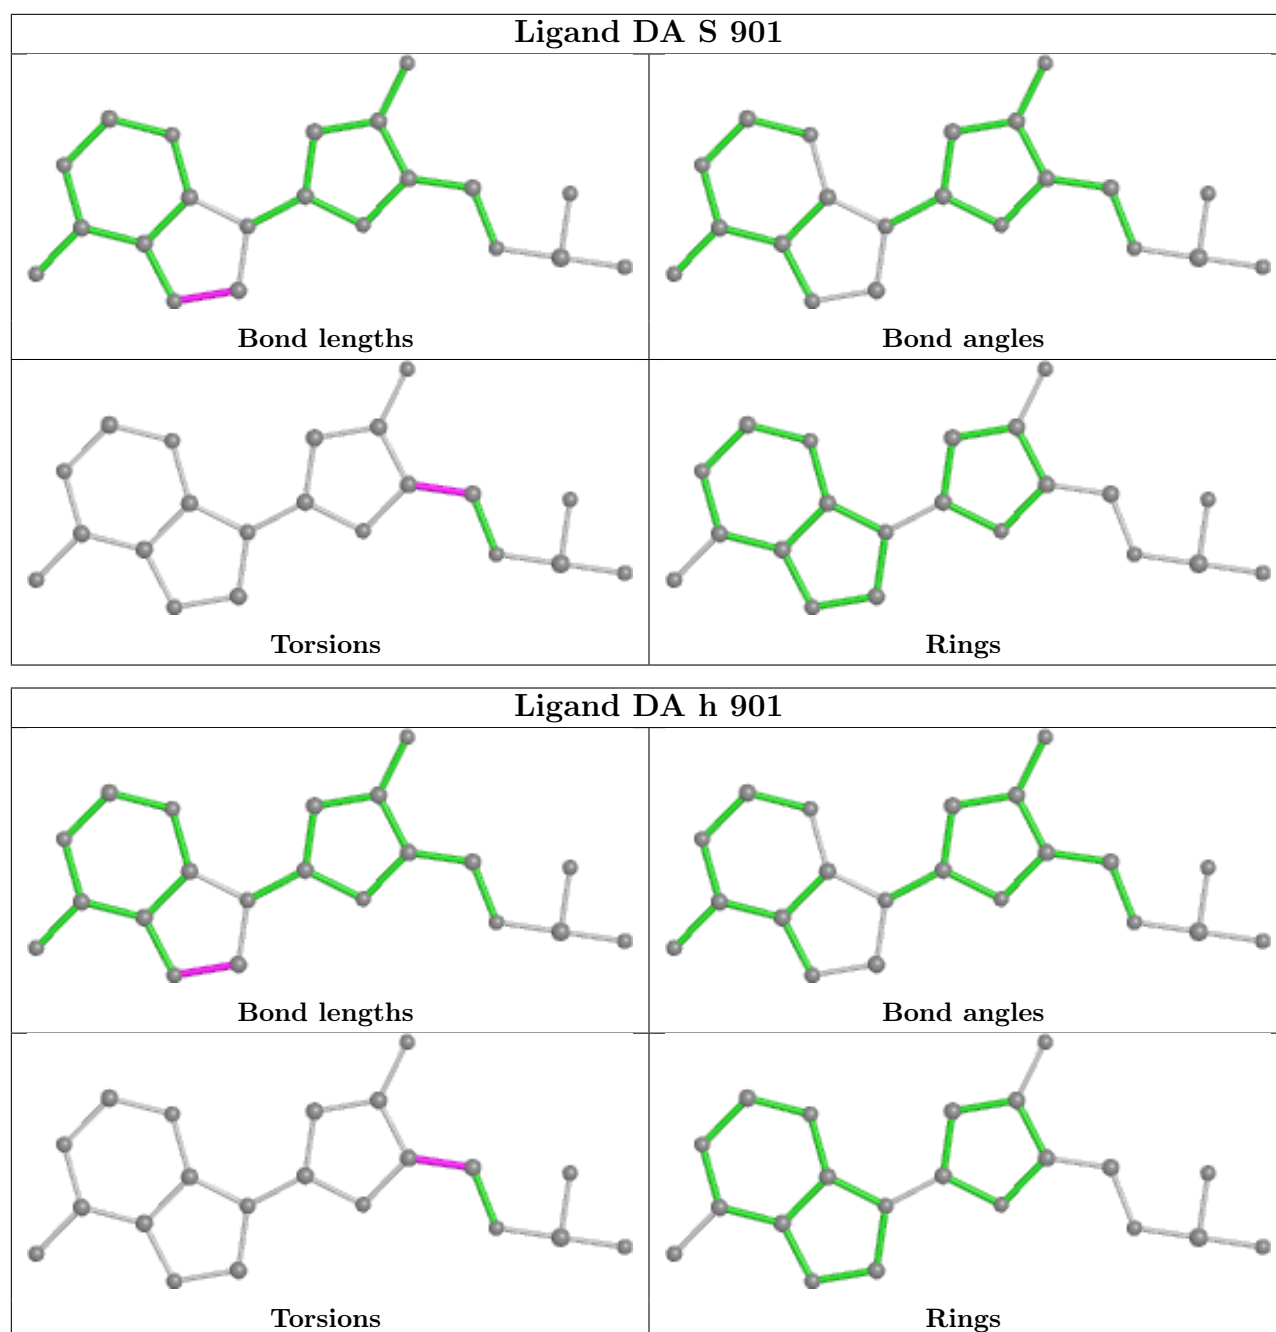 Ligand DA S 901
Bond lengths
Bond angles
Torsions
Rings
Ligand DA h 901
Bond lengths
Bond angles
Torsions
Rings